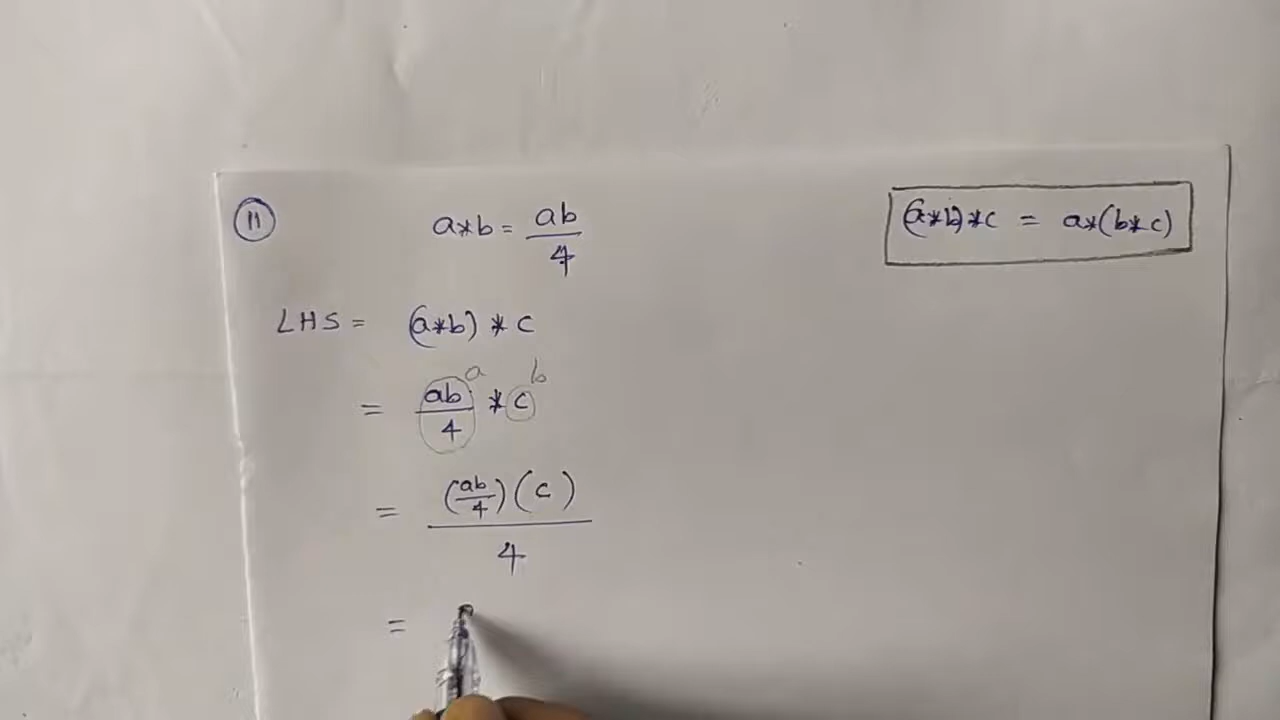 11 a*b = ab/4 (a*b)*c = a*(b*c)
LHS = (a*b) * c
= ab/4 a * c b
= (ab/4)(c)/4
=